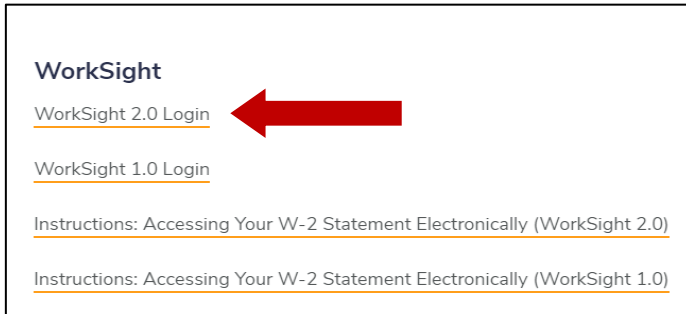 WorkSight
WorkSight 2.0 Login
WorkSight 1.0 Login
Instructions: Accessing Your W-2 Statement Electronically (WorkSight 2.0)
Instructions: Accessing Your W-2 Statement Electronically (WorkSight 1.0)